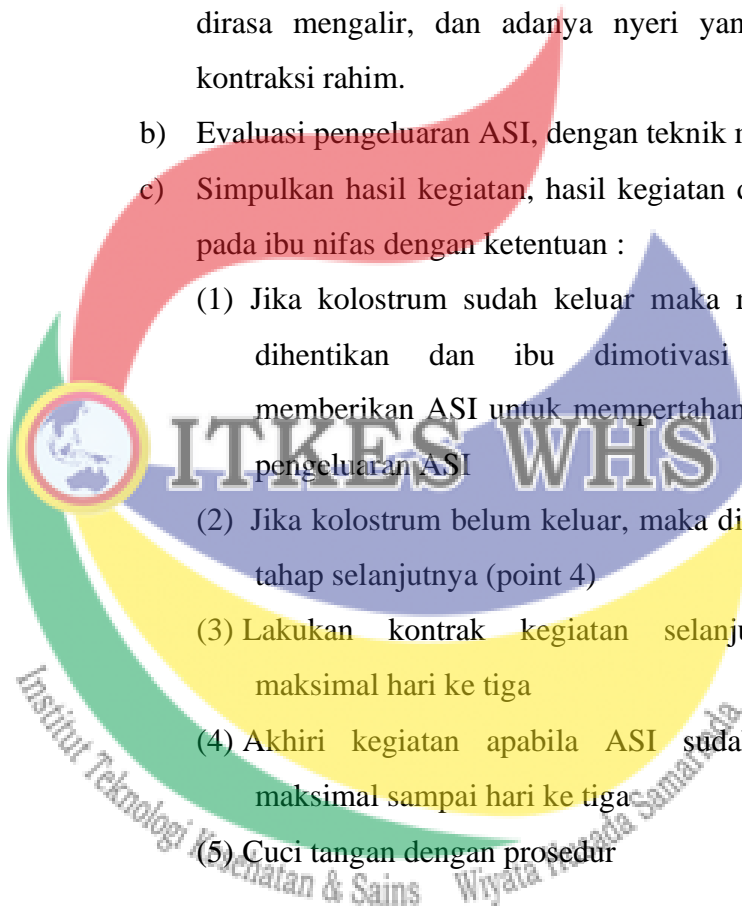 dirasa mengalir, dan adanya nyeri yan
kontraksi rahim.
b) Evaluasi pengeluaran ASI, dengan teknik
c) Simpulkan hasil kegiatan, hasil kegiatan
pada ibu nifas dengan ketentuan :
(1) Jika kolostrum sudah keluar maka
dihentikan dan ibu dimotivasi
memberikan ASI untuk mempertahan
pengeluaran ASI
(2) Jika kolostrum belum keluar, maka di
tahap selanjutnya (point 4)
(3) Lakukan kontrak kegiatan selanju
maksimal hari ke tiga
(4) Akhiri kegiatan apabila ASI suda
maksimal sampai hari ke tiga
(5) Cuci tangan dengan prosedur
ITKES WHS
Institut Teknologi Kesehatan & Sains Wiyata Husada Samarinda